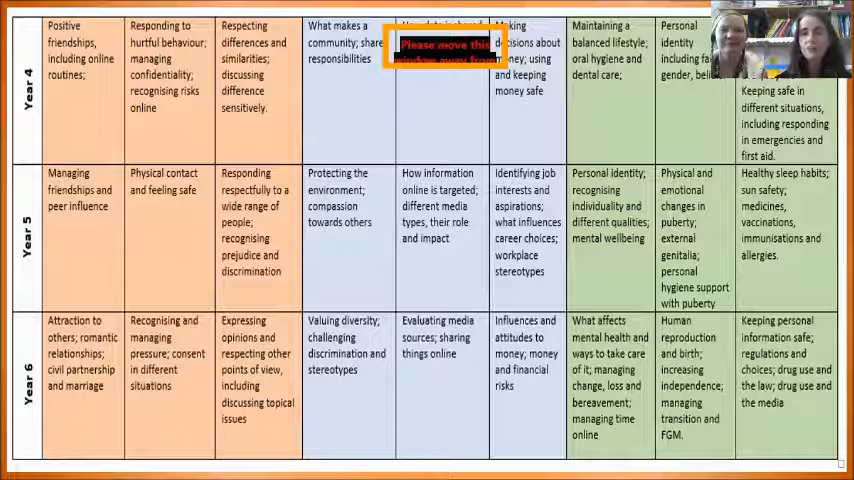 Year 4
Positive
friendships,
including online
routines;
Responding to
hurtful behaviour;
managing
confidentiality;
recognising risks
online
Respecting
differences and
similarities;
discussing
difference
sensitively.
What makes a
community; share
responsibilities
Please move this
window away from
Making
decisions about
money; using
and keeping
money safe
Maintaining a
balanced lifestyle;
oral hygiene and
dental care;
Personal
identity
including
gender,
Keeping safe in
different situations,
including responding
in emergencies and
first aid.
Year 5
Managing
friendships and
peer influence
Physical contact
and feeling safe
Responding
respectfully to a
wide range of
people;
recognising
prejudice and
discrimination
Protecting the
environment;
compassion
towards others
How information
online is targeted;
different media
types, their role
and impact
Identifying job
interests and
aspirations;
what influences
career choices;
workplace
stereotypes
Personal identity;
recognising
individuality and
different qualities;
mental wellbeing
Physical and
emotional
changes in
puberty;
external
genitalia;
personal
hygiene support
with puberty
Healthy sleep habits;
sun safety;
medicines,
vaccinations,
immunisations and
allergies.
Year 6
Attraction to
others; romantic
relationships;
civil partnership
and marriage
Recognising and
managing
pressure; consent
in different
situations
Expressing
opinions and
respecting other
points of view,
including
discussing topical
issues
Valuing diversity;
challenging
discrimination and
stereotypes
Evaluating media
sources; sharing
things online
Influences and
attitudes to
money; money
and financial
risks
What affects
mental health and
ways to take care
of it; managing
change, loss and
bereavement;
managing time
online
Human
reproduction
and birth;
increasing
independence;
managing
transition and
FGM.
Keeping personal
information safe;
regulations and
choices; drug use and
the law; drug use and
the media